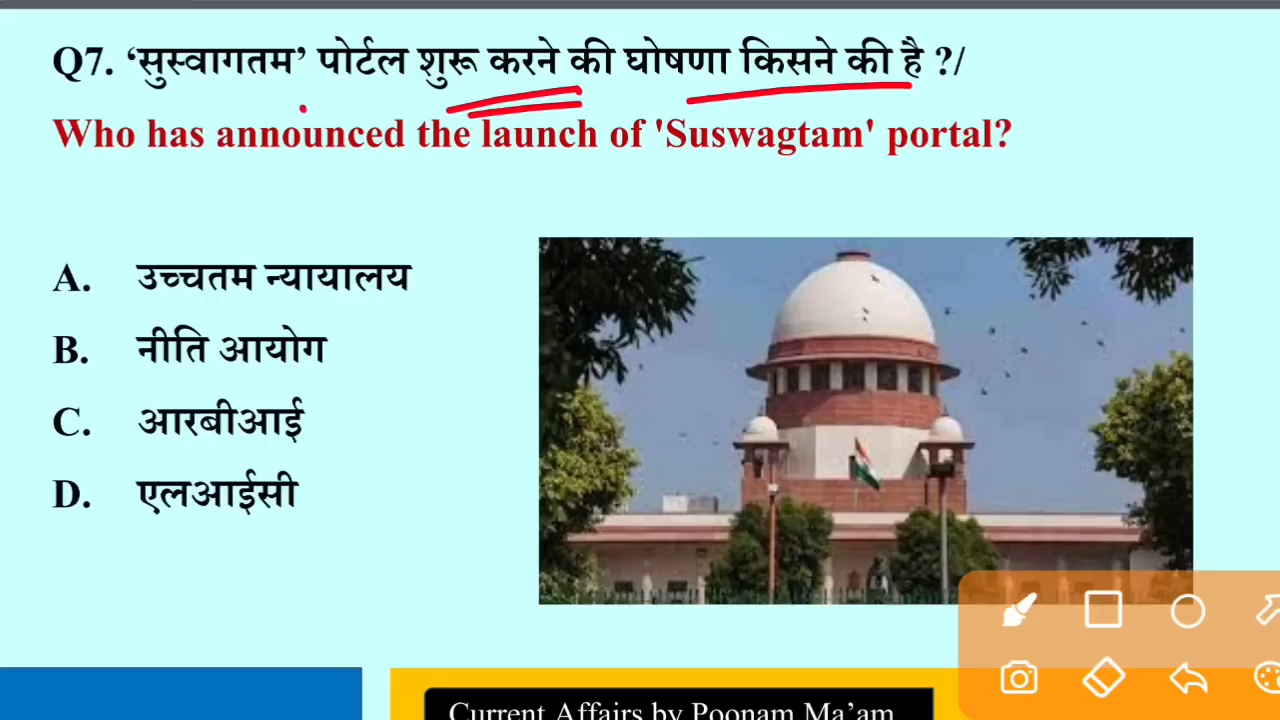 Q7. ‘सुस्वागतम’ पोर्टल शुरू करने की घोषणा किसने की है ?/
Who has announced the launch of 'Suswagtam' portal?
A. उच्चतम न्यायालय
B. नीति आयोग
C. आरबीआई
D. एलआईसी
Current Affairs by Poonam Ma’am